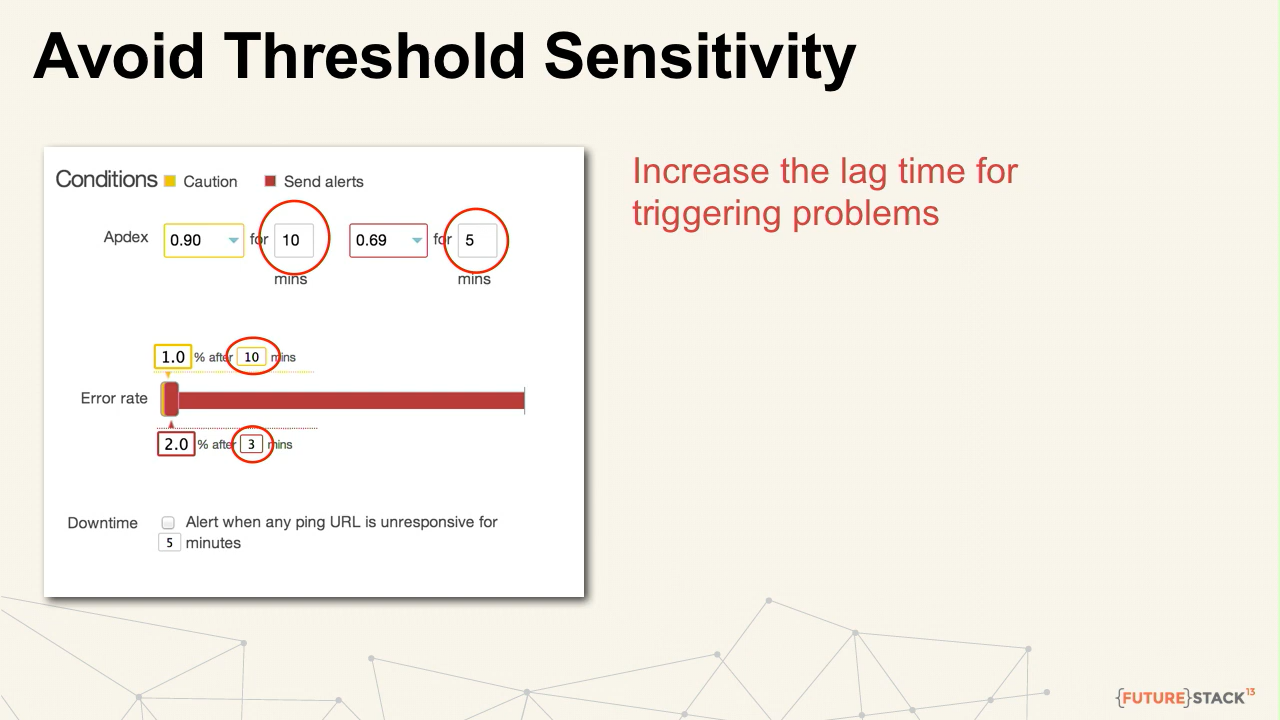 Avoid Threshold Sensitivity
Conditions Caution Send alerts
Apdex 0.90 for 10 mins 0.69 for 5 mins
1.0 % after 10 mins
Error rate
2.0 % after 3 mins
Downtime Alert when any ping URL is unresponsive for
5 minutes
Increase the lag time for
triggering problems
{FUTURE}STACK13